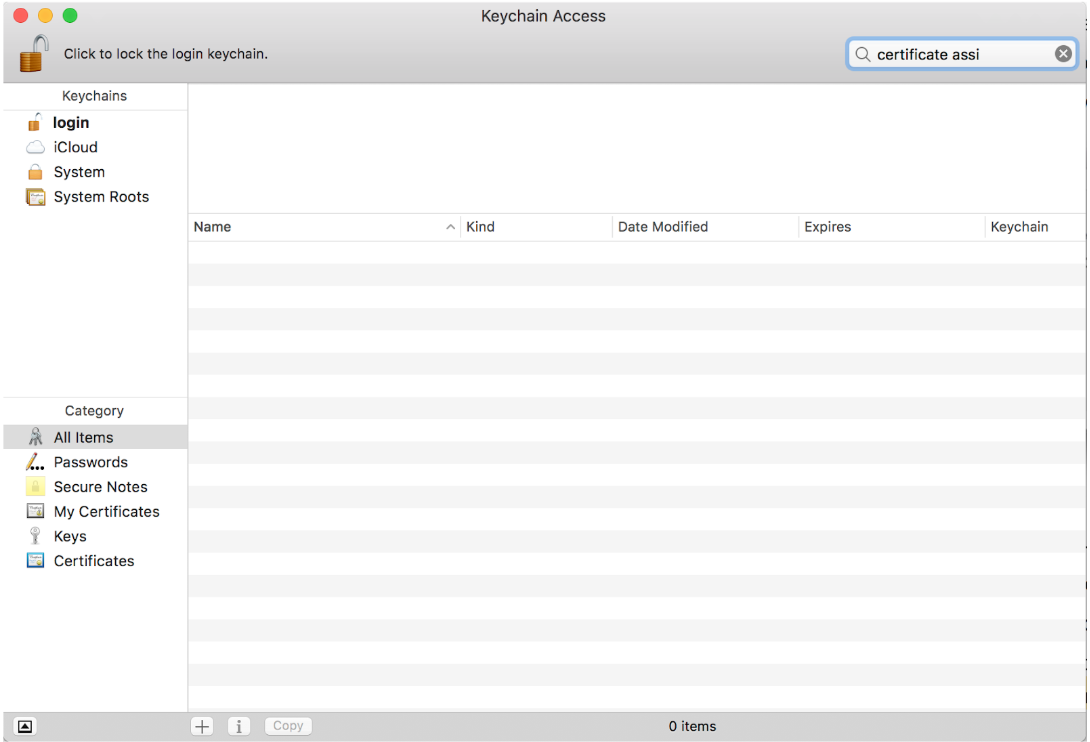 Keychain Access
Click to lock the login keychain.
certificate assi
Keychains
login
iCloud
System
System Roots
Name Kind Date Modified Expires Keychain
Category
All Items
Passwords
Secure Notes
My Certificates
Keys
Certificates
Copy
0 items